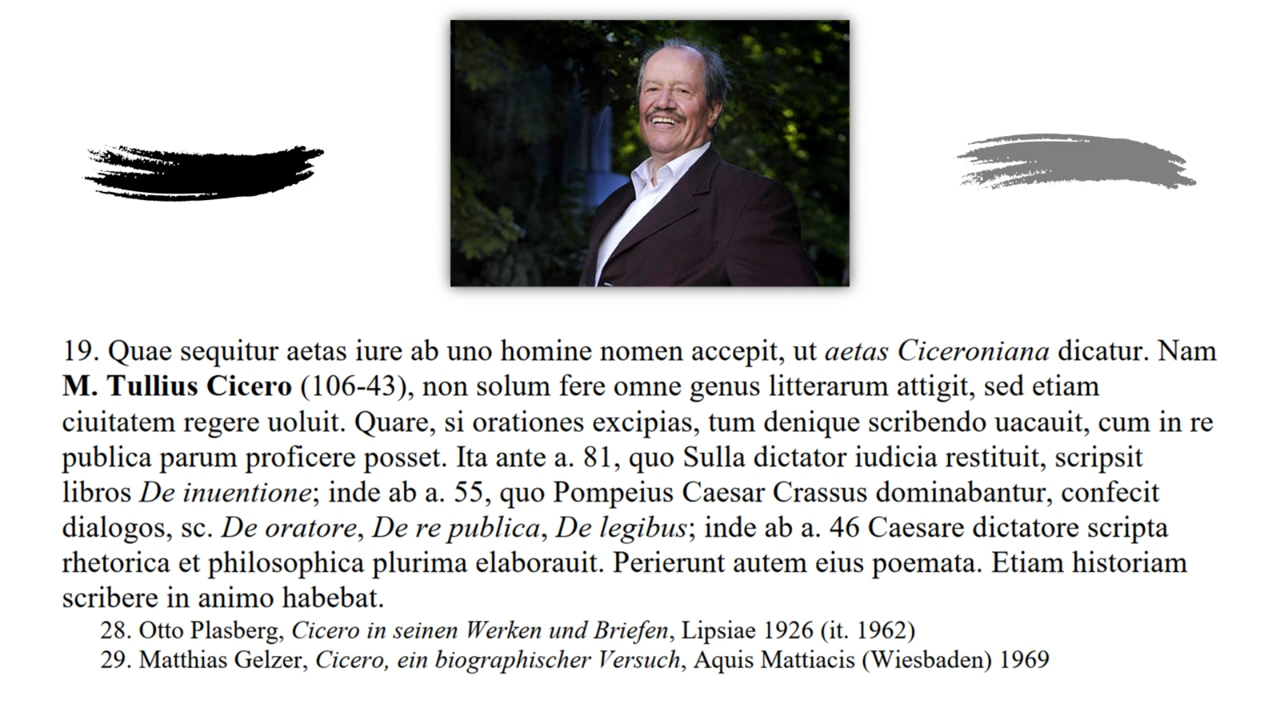 19. Quae sequitur aetas iure ab uno homine nomen accepit, ut aetas Ciceroniana dicatur. Nam
M. Tullius Cicero (106-43), non solum fere omne genus litterarum attigit, sed etiam
ciuitatem regere uoluit. Quare, si orationes excipias, tum denique scribendo uacauit, cum in re
publica parum proficere posset. Ita ante a. 81, quo Sulla dictator iudicia restituit, scripsit
libros De inuentione; inde ab a. 55, quo Pompeius Caesar Crassus dominabantur, confecit
dialogos, sc. De oratore, De re publica, De legibus; inde ab a. 46 Caesare dictatore scripta
rhetorica et philosophica plurima elaborauit. Perierunt autem eius poemata. Etiam historiam
scribere in animo habebat.
28. Otto Plasberg, Cicero in seinen Werken und Briefen, Lipsiae 1926 (it. 1962)
29. Matthias Gelzer, Cicero, ein biographischer Versuch, Aquis Mattiacis (Wiesbaden) 1969